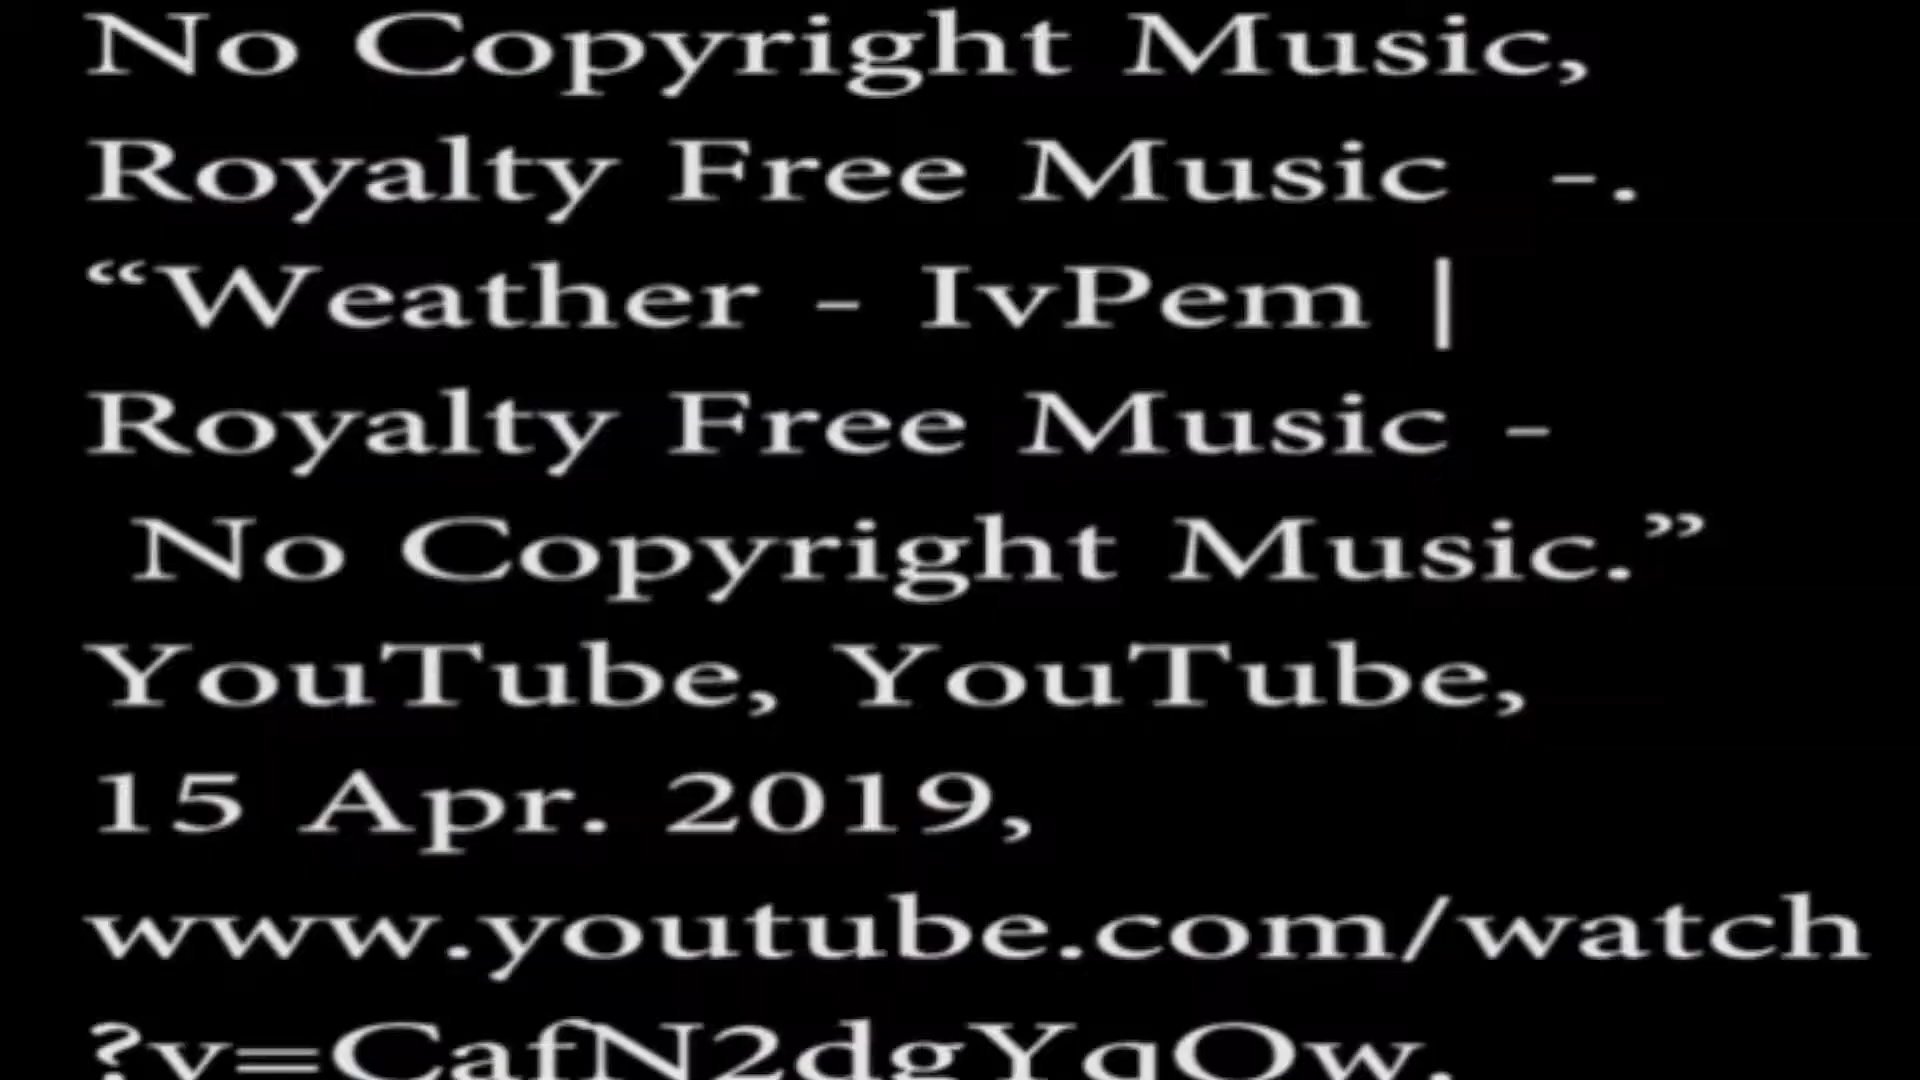 No Copyright Music,
Royalty Free Music  -.
“Weather - IvPem |
Royalty Free Music -
No Copyright Music.”
YouTube, YouTube,
15 Apr. 2019,
www.youtube.com/watch
?v=CafN2dgYqOw.